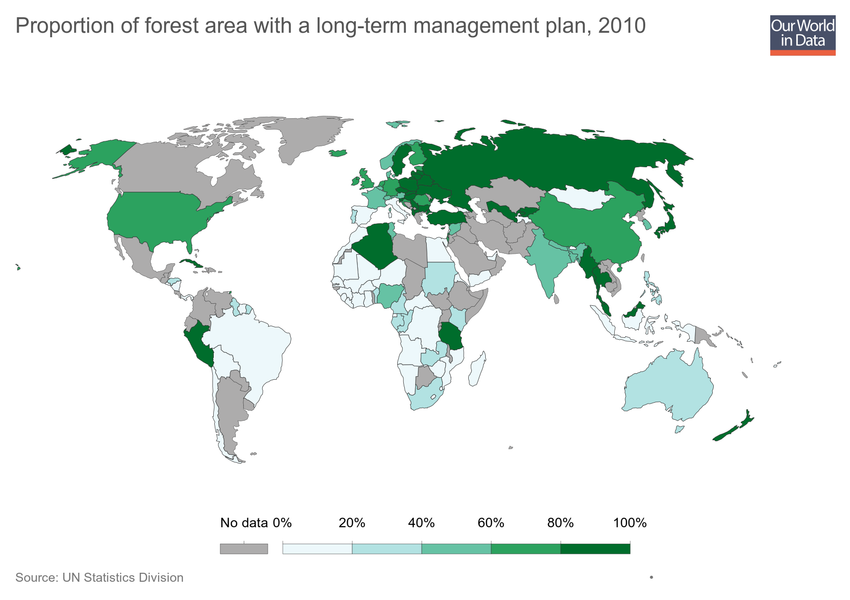 Proportion of forest area with a long-term management plan, 2010
Our World
in Data
No data 0% 20% 40% 60% 80% 100%
Source: UN Statistics Division